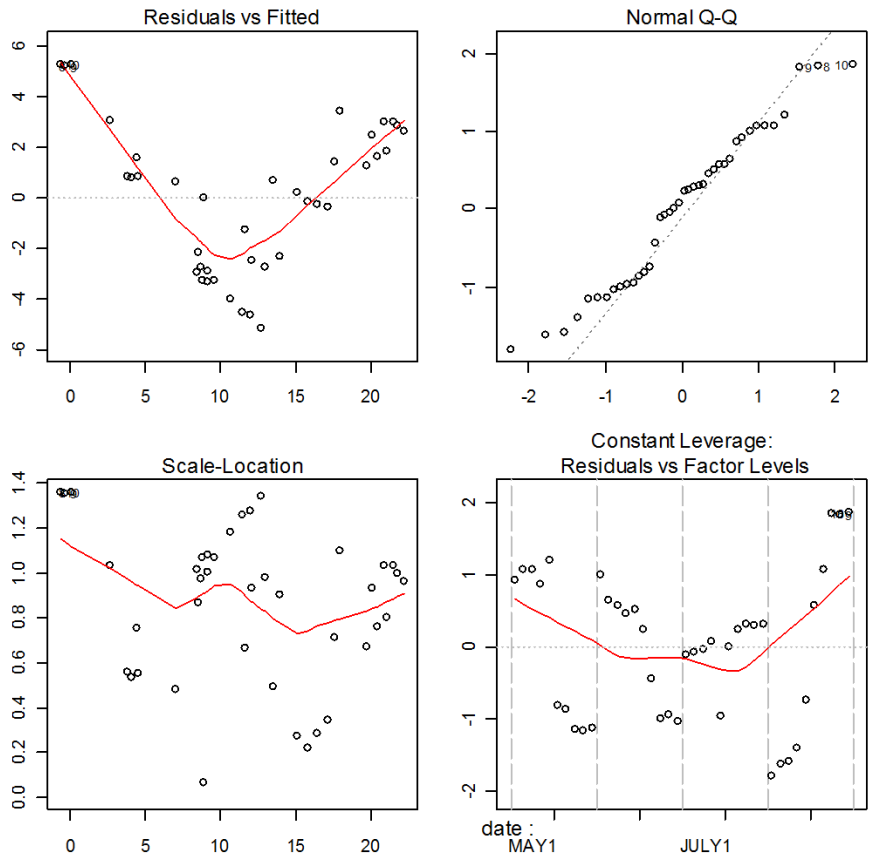 Residuals vs Fitted
6
4
2
0
-2
-4
-6
0 5 10 15 20
Normal Q-Q
2
1
0
-1
9 8 10
-2 -1 0 1 2
Scale-Location
1.4
1.2
1.0
0.8
0.6
0.4
0.2
0.0
0 5 10 15 20
Constant Leverage:
Residuals vs Factor Levels
2
1
0
-1
-2
date :
MAY1 JULY1